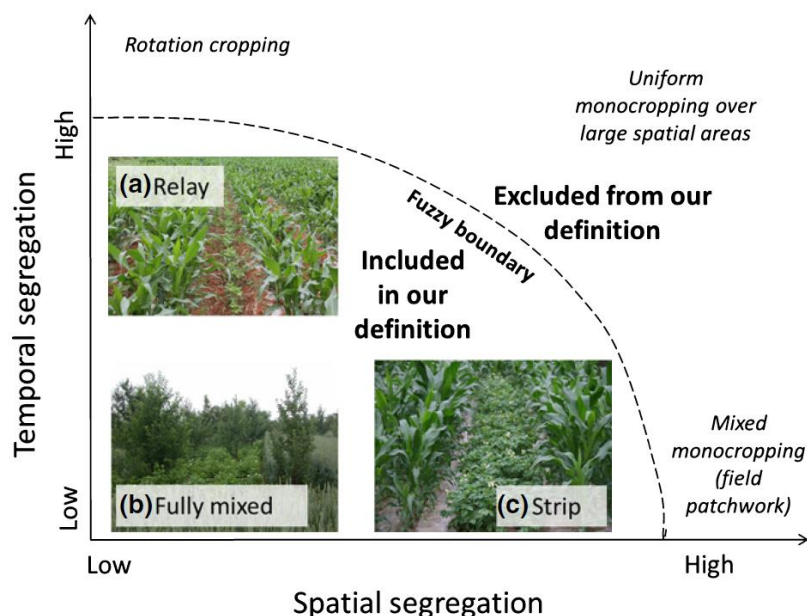 Rotation cropping
Uniform
monocropping over
large spatial areas
High
(a) Relay
Fuzzy boundary
Excluded from our
definition
Included
in our
definition
Temporal segregation
Mixed
monocropping
(field
patchwork)
(b) Fully mixed
(c) Strip
Low
Low
High
Spatial segregation